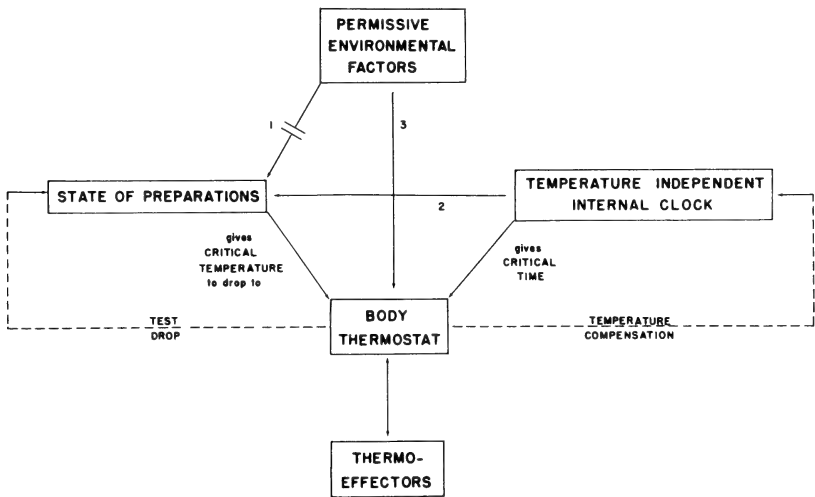 PERMISSIVE
ENVIRONMENTAL
FACTORS
1
3
STATE OF PREPARATIONS
2
TEMPERATURE INDEPENDENT
INTERNAL CLOCK
gives
CRITICAL
TEMPERATURE
to drop to
gives
CRITICAL
TIME
TEST
DROP
BODY
THERMOSTAT
TEMPERATURE
COMPENSATION
THERMO-
EFFECTORS